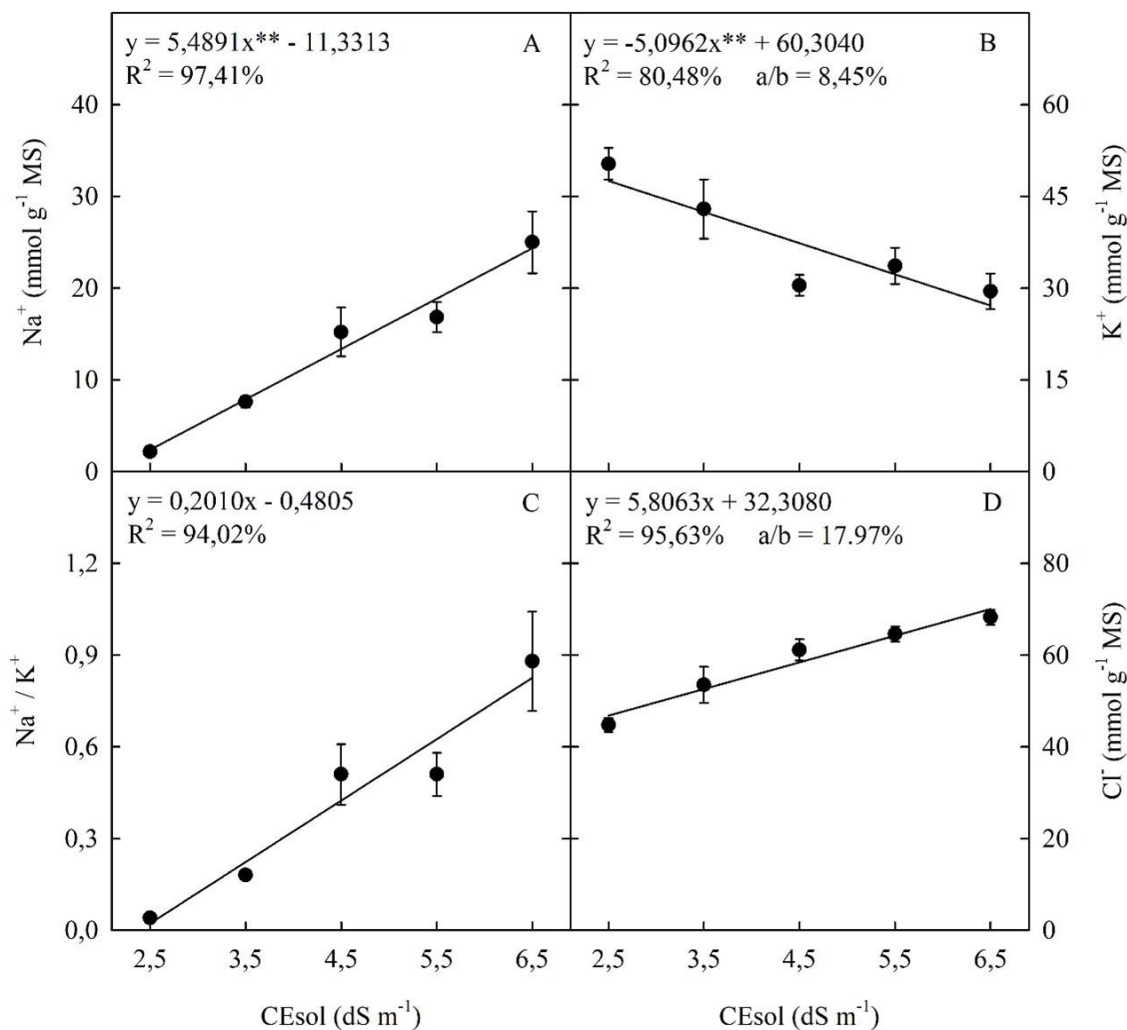 y = 5,4891x** - 11,3313
R² = 97,41%
A
40
30
20
10
0
Na⁺ (mmol g⁻¹ MS)
y = -5,0962x** + 60,3040
R² = 80,48% a/b = 8,45%
B
60
45
30
15
0
K⁺ (mmol g⁻¹ MS)
y = 0,2010x - 0,4805
R² = 94,02%
C
1,2
0,9
0,6
0,3
0,0
Na⁺ / K⁺
2,5 3,5 4,5 5,5 6,5
CEsol (dS m⁻¹)
y = 5,8063x + 32,3080
R² = 95,63% a/b = 17.97%
D
80
60
40
20
0
Cl⁻ (mmol g⁻¹ MS)
2,5 3,5 4,5 5,5 6,5
CEsol (dS m⁻¹)